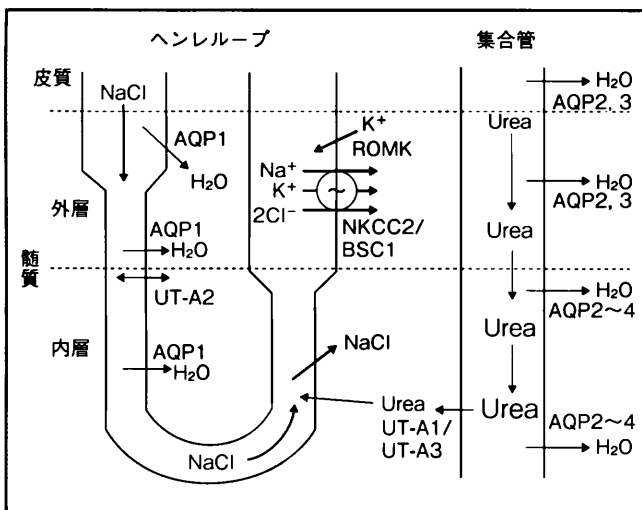 ヘンレループ
集合管
皮質
NaCl
AQP1
H₂O
K⁺
ROMK
Na⁺
K⁺
~
2Cl⁻
NKCC2/
BSC1
Urea
H₂O
AQP2, 3
H₂O
AQP2, 3
髄質
外層
AQP1
H₂O
Urea
UT-A2
H₂O
AQP2〜4
Urea
内層
AQP1
H₂O
NaCl
Urea
UT-A1/
UT-A3
Urea
AQP2〜4
H₂O
NaCl